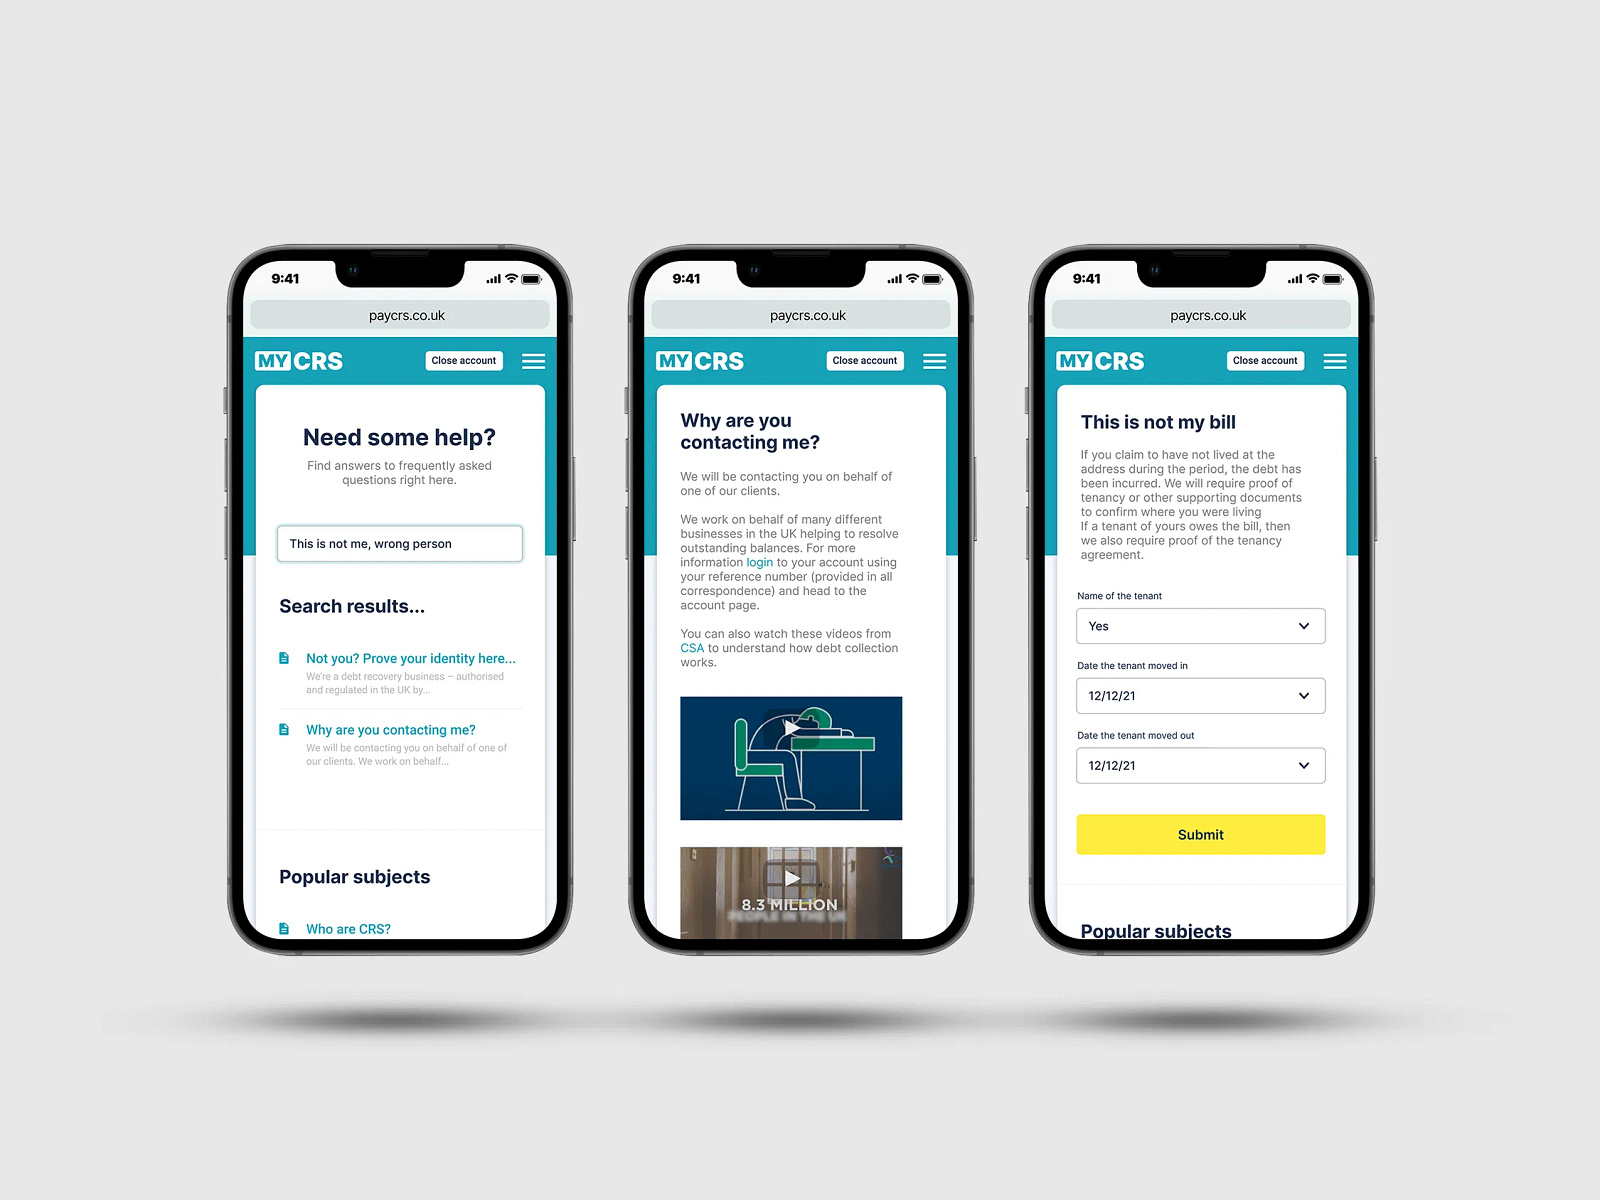 9:41
paycrs.co.uk
MY CRS
Close account
Need some help?
Find answers to frequently asked
questions right here.
This is not me, wrong person
Search results...
Not you? Prove your identity here...
We're a debt recovery business – authorised
and regulated in the UK by...
Why are you contacting me?
We will be contacting you on behalf of one of
our clients. We work on behalf...
Popular subjects
Who are CRS?
9:41
paycrs.co.uk
MY CRS
Close account
Why are you
contacting me?
We will be contacting you on behalf of
one of our clients.
We work on behalf of many different
businesses in the UK helping to resolve
outstanding balances. For more
information login to your account using
your reference number (provided in all
correspondence) and head to the
account page.
You can also watch these videos from
CSA to understand how debt collection
works.
8.3 MILLION
PEOPLE IN THE UK
9:41
paycrs.co.uk
MY CRS
Close account
This is not my bill
If you claim to have not lived at the
address during the period, the debt has
been incurred. We will require proof of
tenancy or other supporting documents
to confirm where you were living
If a tenant of yours owes the bill, then
we also require proof of the tenancy
agreement.
Name of the tenant
Yes
Date the tenant moved in
12/12/21
Date the tenant moved out
12/12/21
Submit
Popular subjects